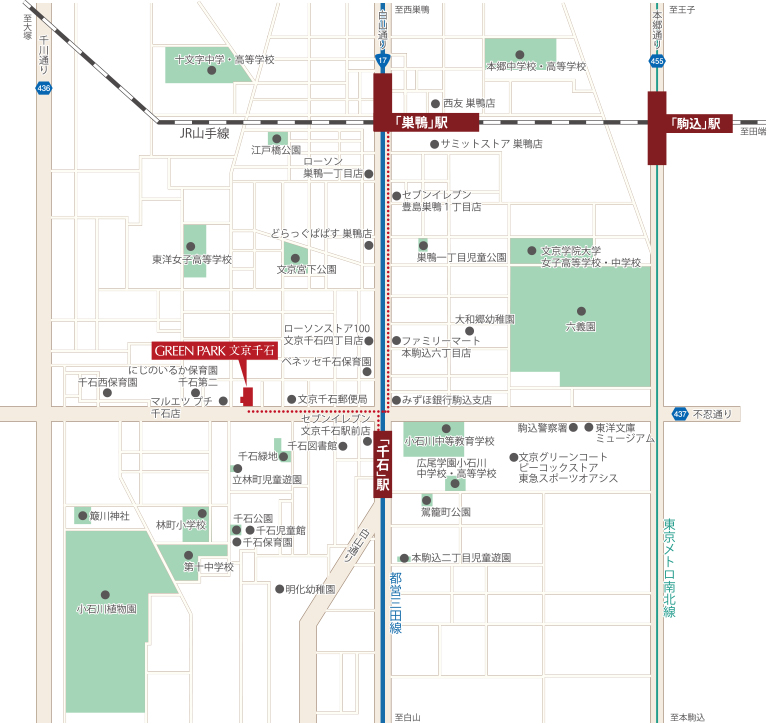 至大塚
千川通り
436
白山通り
17
至西巣鴨
至王子
本郷通り
455
十文字中学・高等学校
本郷中学校・高等学校
西友 巣鴨店
「巣鴨」駅
「駒込」駅
至田端
JR山手線
サミットストア 巣鴨店
江戸橋公園
ローソン
巣鴨一丁目店
セブンイレブン
豊島巣鴨1丁目店
どらっぐぱぱす 巣鴨店
東洋女子高等学校
文京宮下公園
巣鴨一丁目児童公園
文京学院大学
女子高等学校・中学校
六義園
大和郷幼稚園
ローソンストア100
文京千石四丁目店
ファミリーマート
本駒込六丁目店
GREEN PARK 文京千石
ベネッセ千石保育園
にじのいるか保育園
千石第二
千石西保育園
マルエツ プチ
千石店
文京千石郵便局
みずほ銀行駒込支店
437
不忍通り
セブンイレブン
文京千石駅前店
「千石」駅
千石図書館
小石川中等教育学校
駒込警察署
東洋文庫
ミュージアム
千石緑地
立林町児童遊園
広尾学園小石川
中学校・高等学校
文京グリーンコート
ピーコックストア
東急スポーツオアシス
駕籠町公園
簸川神社
林町小学校
千石公園
千石児童館
千石保育園
第十中学校
白山通り
本駒込二丁目児童遊園
明化幼稚園
小石川植物園
都営三田線
東京メトロ南北線
至白山
至本駒込